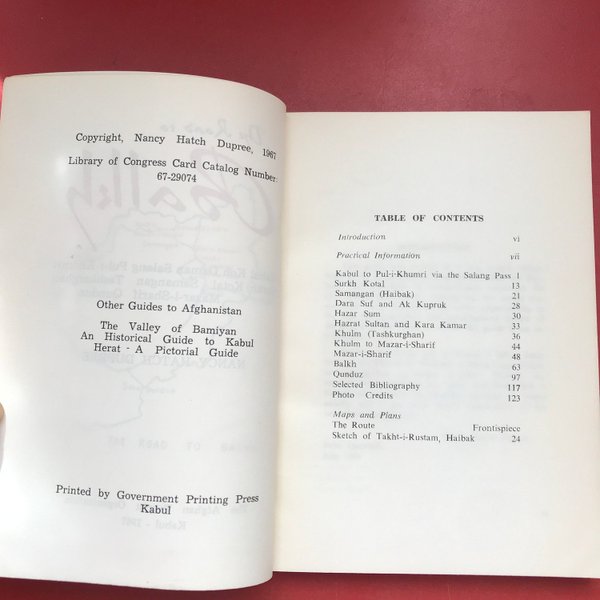 Copyright, Nancy Hatch Dupree, 1967
Library of Congress Card Catalog Number:
67-29074
Other Guides to Afghanistan
The Valley of Bamiyan
An Historical Guide to Kabul
Herat - A Pictorial Guide
Printed by Government Printing Press
Kabul
TABLE OF CONTENTS
Introduction vi
Practical Information vii
Kabul to Pul-i-Khumri via the Salang Pass 1
Surkh Kotal 13
Samangan (Haibak) 21
Dara Suf and Ak Kupruk 28
Hazar Sum 30
Hazrat Sultan and Kara Kamar 33
Khulm (Tashkurghan) 36
Khulm to Mazar-i-Sharif 44
Mazar-i-Sharif 48
Balkh 63
Qunduz 97
Selected Bibliography 117
Photo Credits 123
Maps and Plans
The Route Frontispiece
Sketch of Takht-i-Rustam, Haibak 24